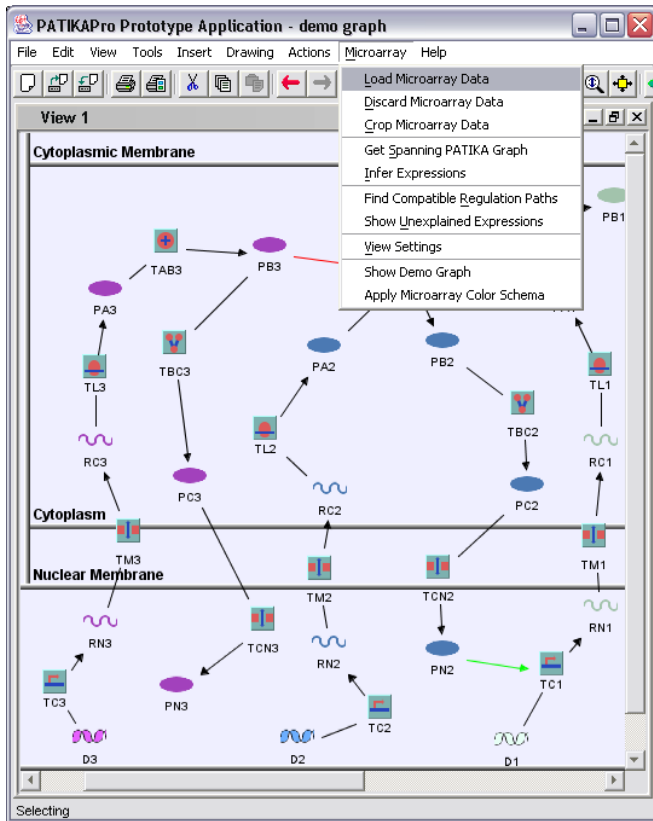 PATIKAPro Prototype Application - demo graph
File Edit View Tools Insert Drawing Actions Microarray Help
Load Microarray Data
Discard Microarray Data
Crop Microarray Data
Get Spanning PATIKA Graph
Infer Expressions
Find Compatible Regulation Paths
Show Unexplained Expressions
View Settings
Show Demo Graph
Apply Microarray Color Schema
View 1
Cytoplasmic Membrane
PB1
TAB3
PB3
PA3
TBC3
PA2
PB2
TL3
TL1
TL2
TBC2
RC3
RC1
PC3
RC2
PC2
Cytoplasm
TM3
TM1
Nuclear Membrane
TM2
TCN2
RN3
TCN3
RN2
RN1
PN2
TC1
TC3
PN3
TC2
D3
D2
D1
Selecting